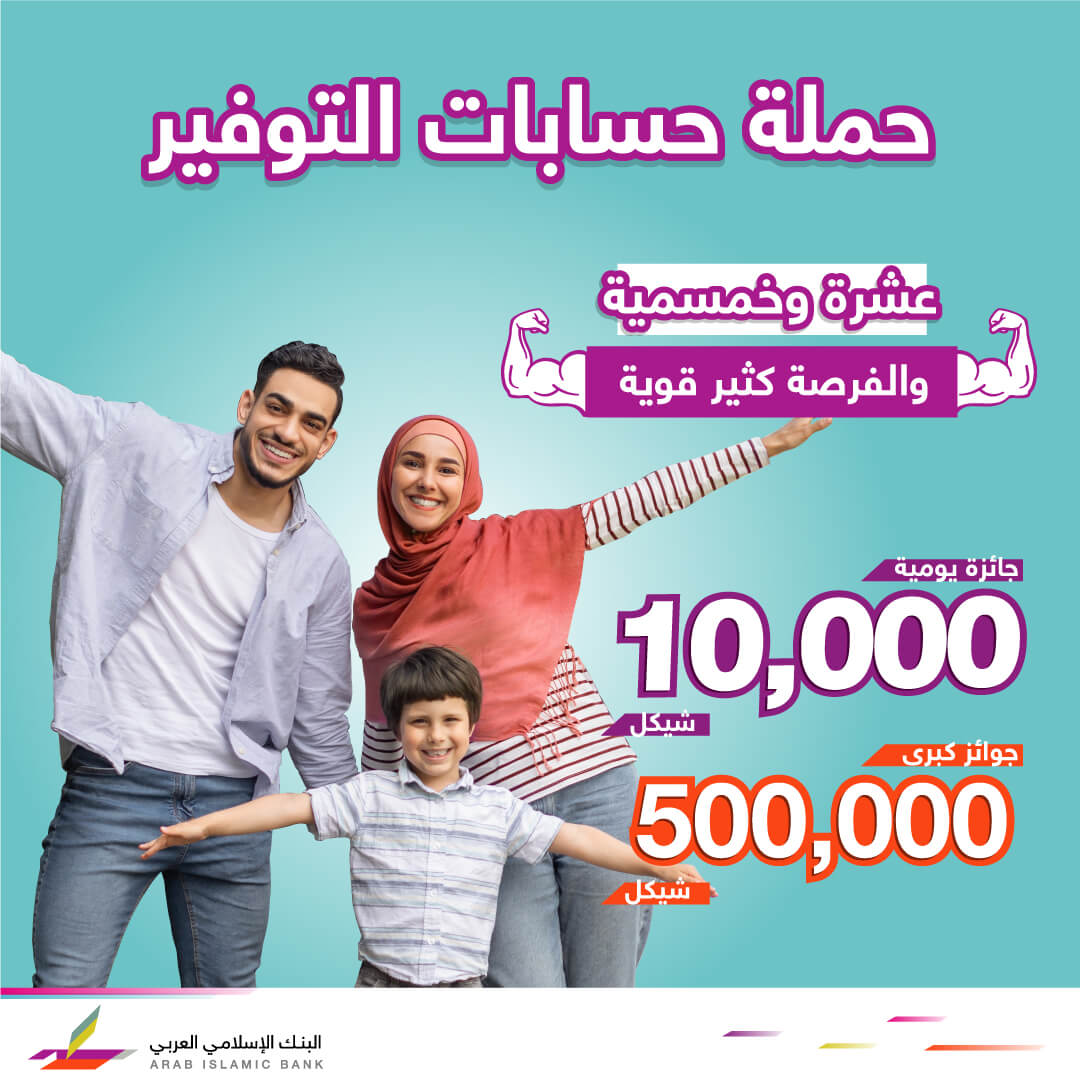 حملة حسابات التوفير
عشرة وخمسمية
والفرصة كثير قوية
جائزة يومية
10,000
شيكل
جوائز كبرى
500,000
شيكل
البنك الإسلامي العربي
ARAB ISLAMIC BANK